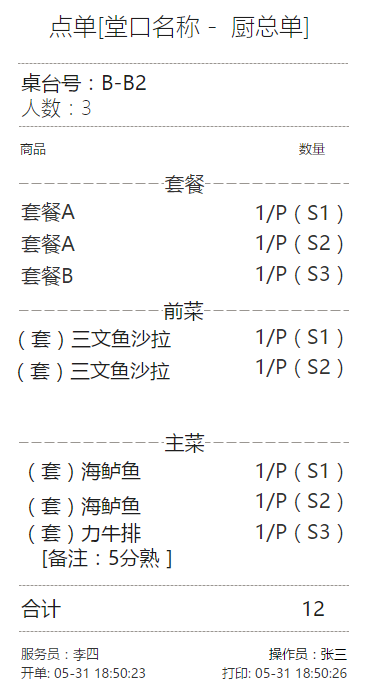 点单[堂口名称 - 厨总单]
桌台号：B-B2
人数：3
商品 数量
套餐
套餐A 1/P（S1）
套餐A 1/P（S2）
套餐B 1/P（S3）
前菜
（套）三文鱼沙拉 1/P（S1）
（套）三文鱼沙拉 1/P（S2）
主菜
（套）海鲈鱼 1/P（S1）
（套）海鲈鱼 1/P（S2）
（套）力牛排 1/P（S3）
[备注：5分熟 ]
合计 12
服务员：李四 操作员：张三
开单: 05-31 18:50:23 打印: 05-31 18:50:26